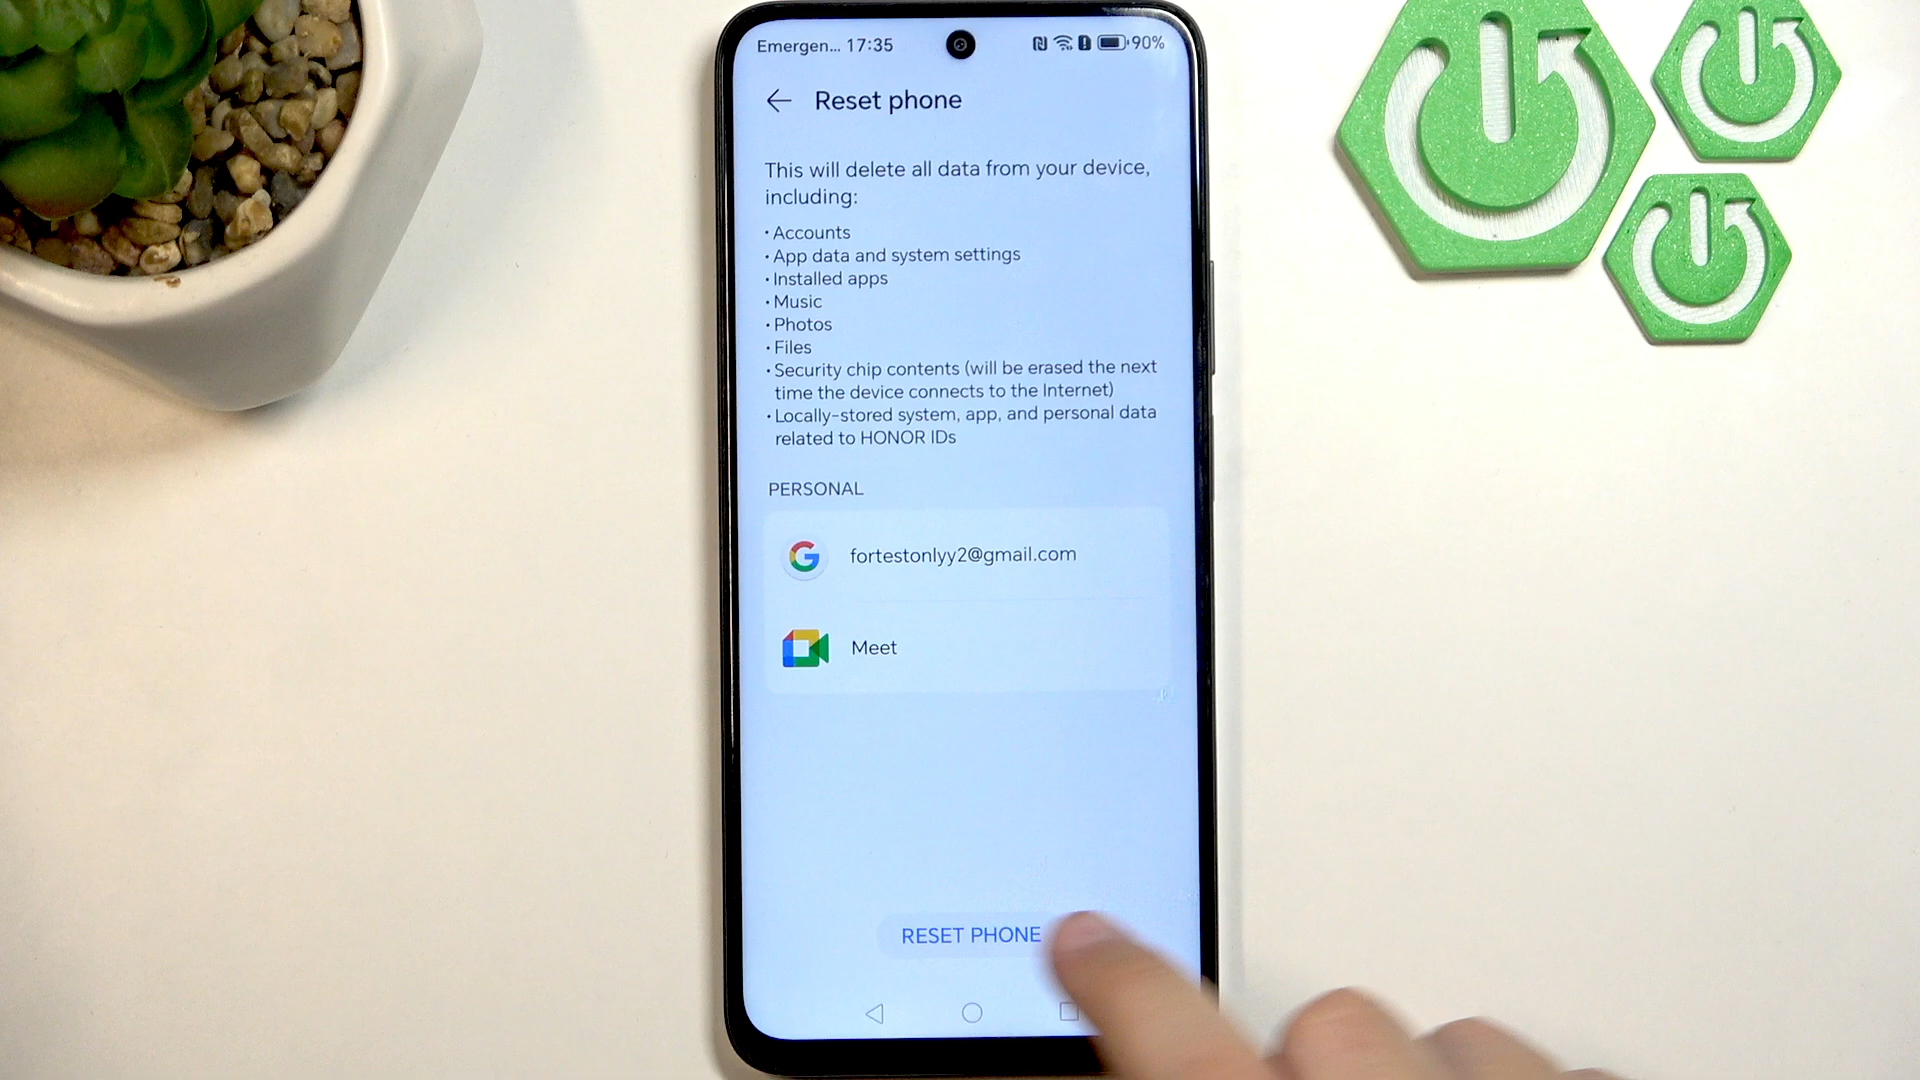 Emergen... 17:35
90%
Reset phone
This will delete all data from your device,
including:
• Accounts
• App data and system settings
• Installed apps
• Music
• Photos
• Files
• Security chip contents (will be erased the next
time the device connects to the Internet)
• Locally-stored system, app, and personal data
related to HONOR IDs
PERSONAL
fortestonlyy2@gmail.com
Meet
RESET PHONE